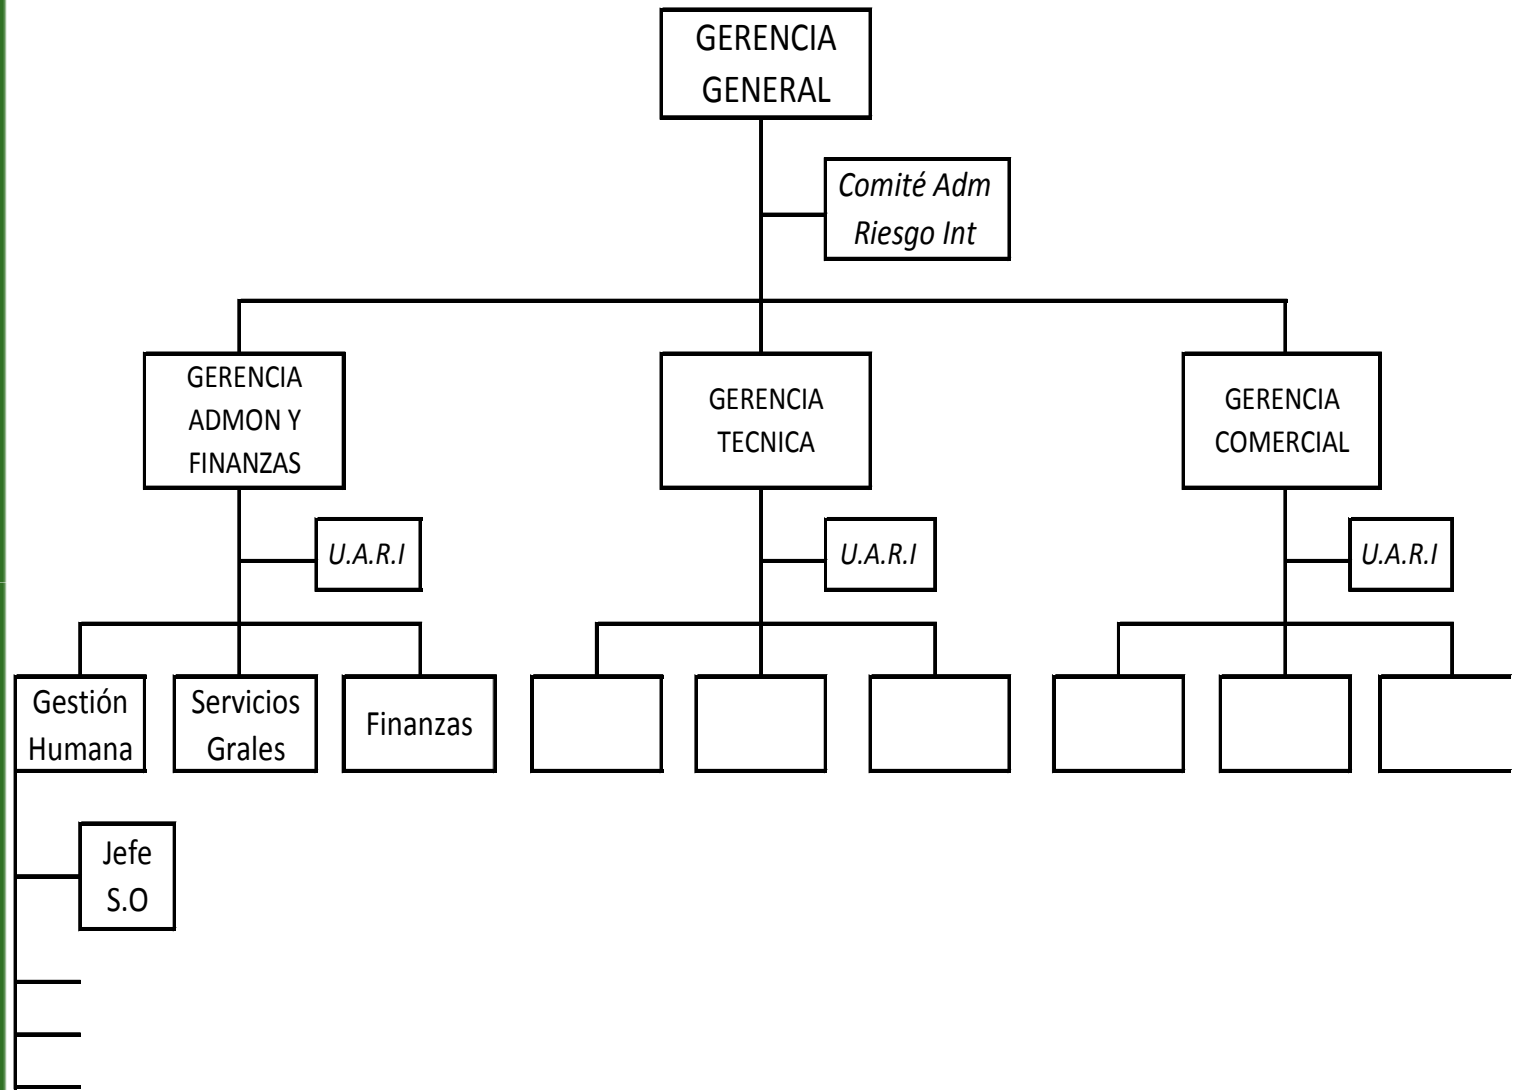 GERENCIA
GENERAL
Comité Adm
Riesgo Int
GERENCIA
ADMON Y
FINANZAS
GERENCIA
TECNICA
GERENCIA
COMERCIAL
U.A.R.I
U.A.R.I
U.A.R.I
Gestión
Humana
Servicios
Grales
Finanzas
Jefe
S.O